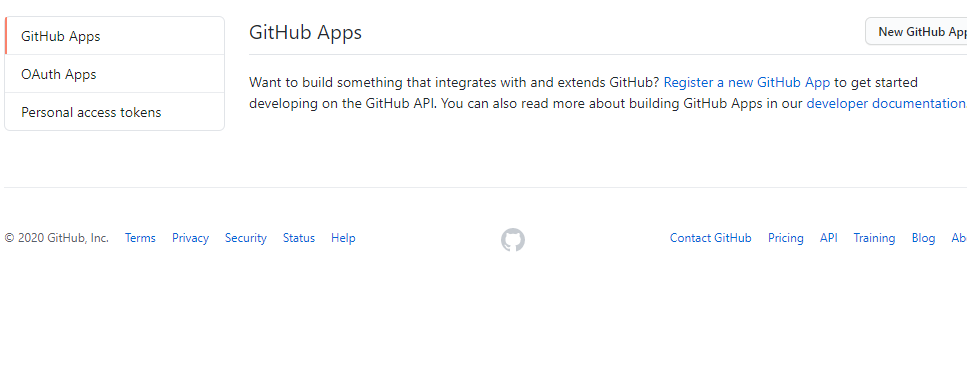 GitHub Apps
OAuth Apps
Personal access tokens
GitHub Apps
New GitHub App
Want to build something that integrates with and extends GitHub? Register a new GitHub App to get started
developing on the GitHub API. You can also read more about building GitHub Apps in our developer documentation
© 2020 GitHub, Inc. Terms Privacy Security Status Help
Contact GitHub Pricing API Training Blog Ab